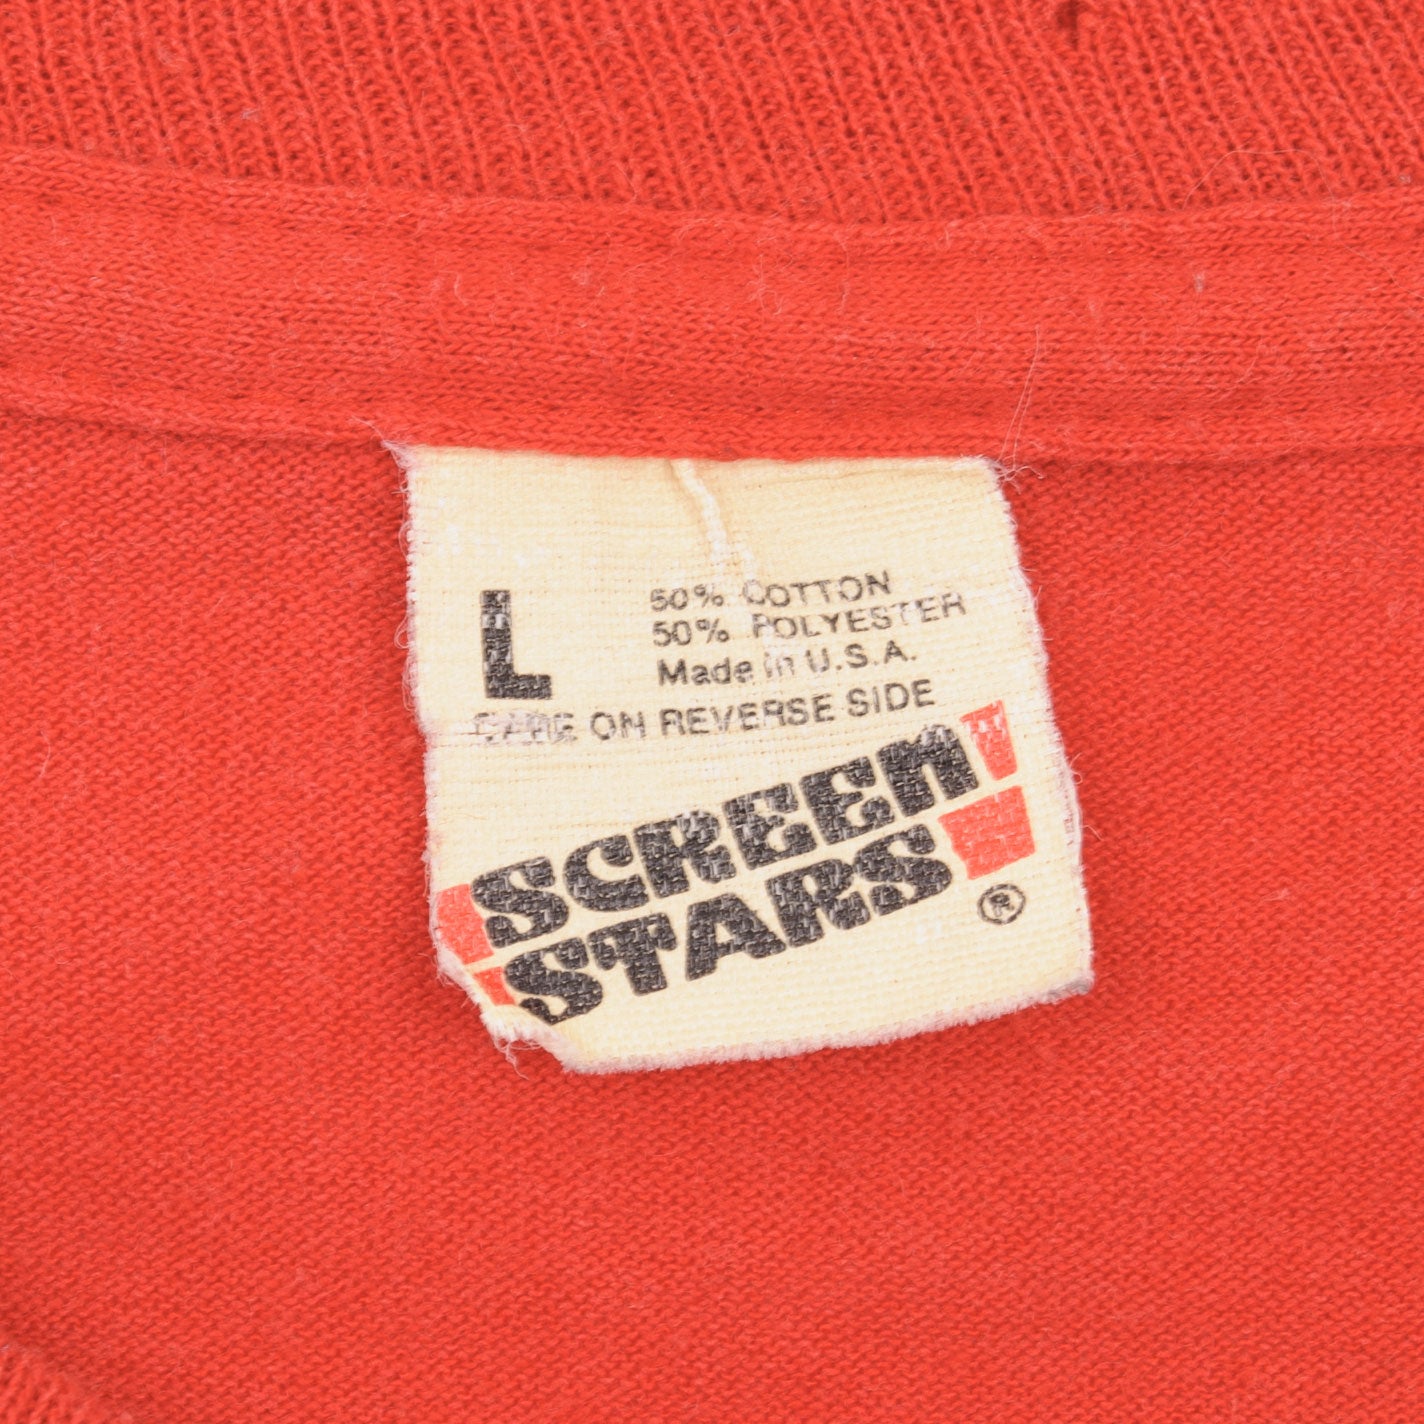 L
50% COTTON
50% POLYESTER
Made in U.S.A.
CARE ON REVERSE SIDE
SCREEN
STARS
®